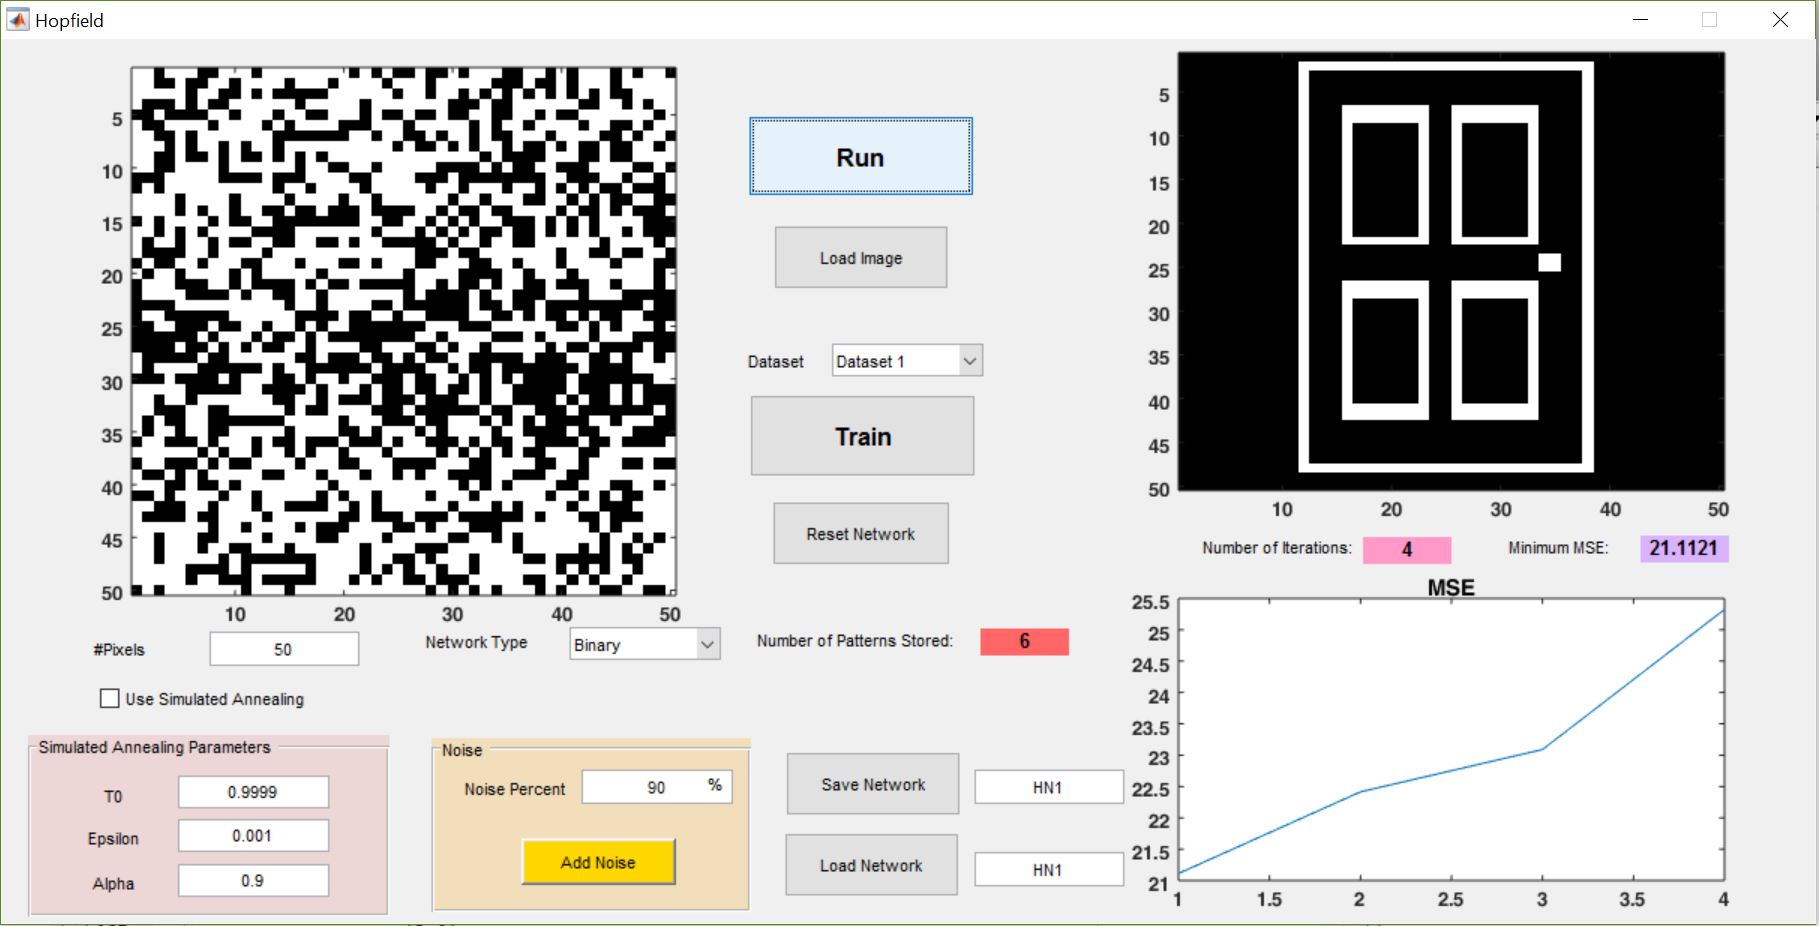 Hopfield
5
10
15
20
25
30
35
40
45
50
10
20
30
40
50
#Pixels
50
Network Type
Binary
Use Simulated Annealing
Simulated Annealing Parameters
T0
0.9999
Epsilon
0.001
Alpha
0.9
Noise
Noise Percent
90
%
Add Noise
Run
Load Image
Dataset
Dataset 1
Train
Reset Network
Number of Patterns Stored:
6
Save Network
HN1
Load Network
HN1
5
10
15
20
25
30
35
40
45
50
10
20
30
40
50
Number of Iterations:
4
Minimum MSE:
21.1121
MSE
25.5
25
24.5
24
23.5
23
22.5
22
21.5
21
1
1.5
2
2.5
3
3.5
4